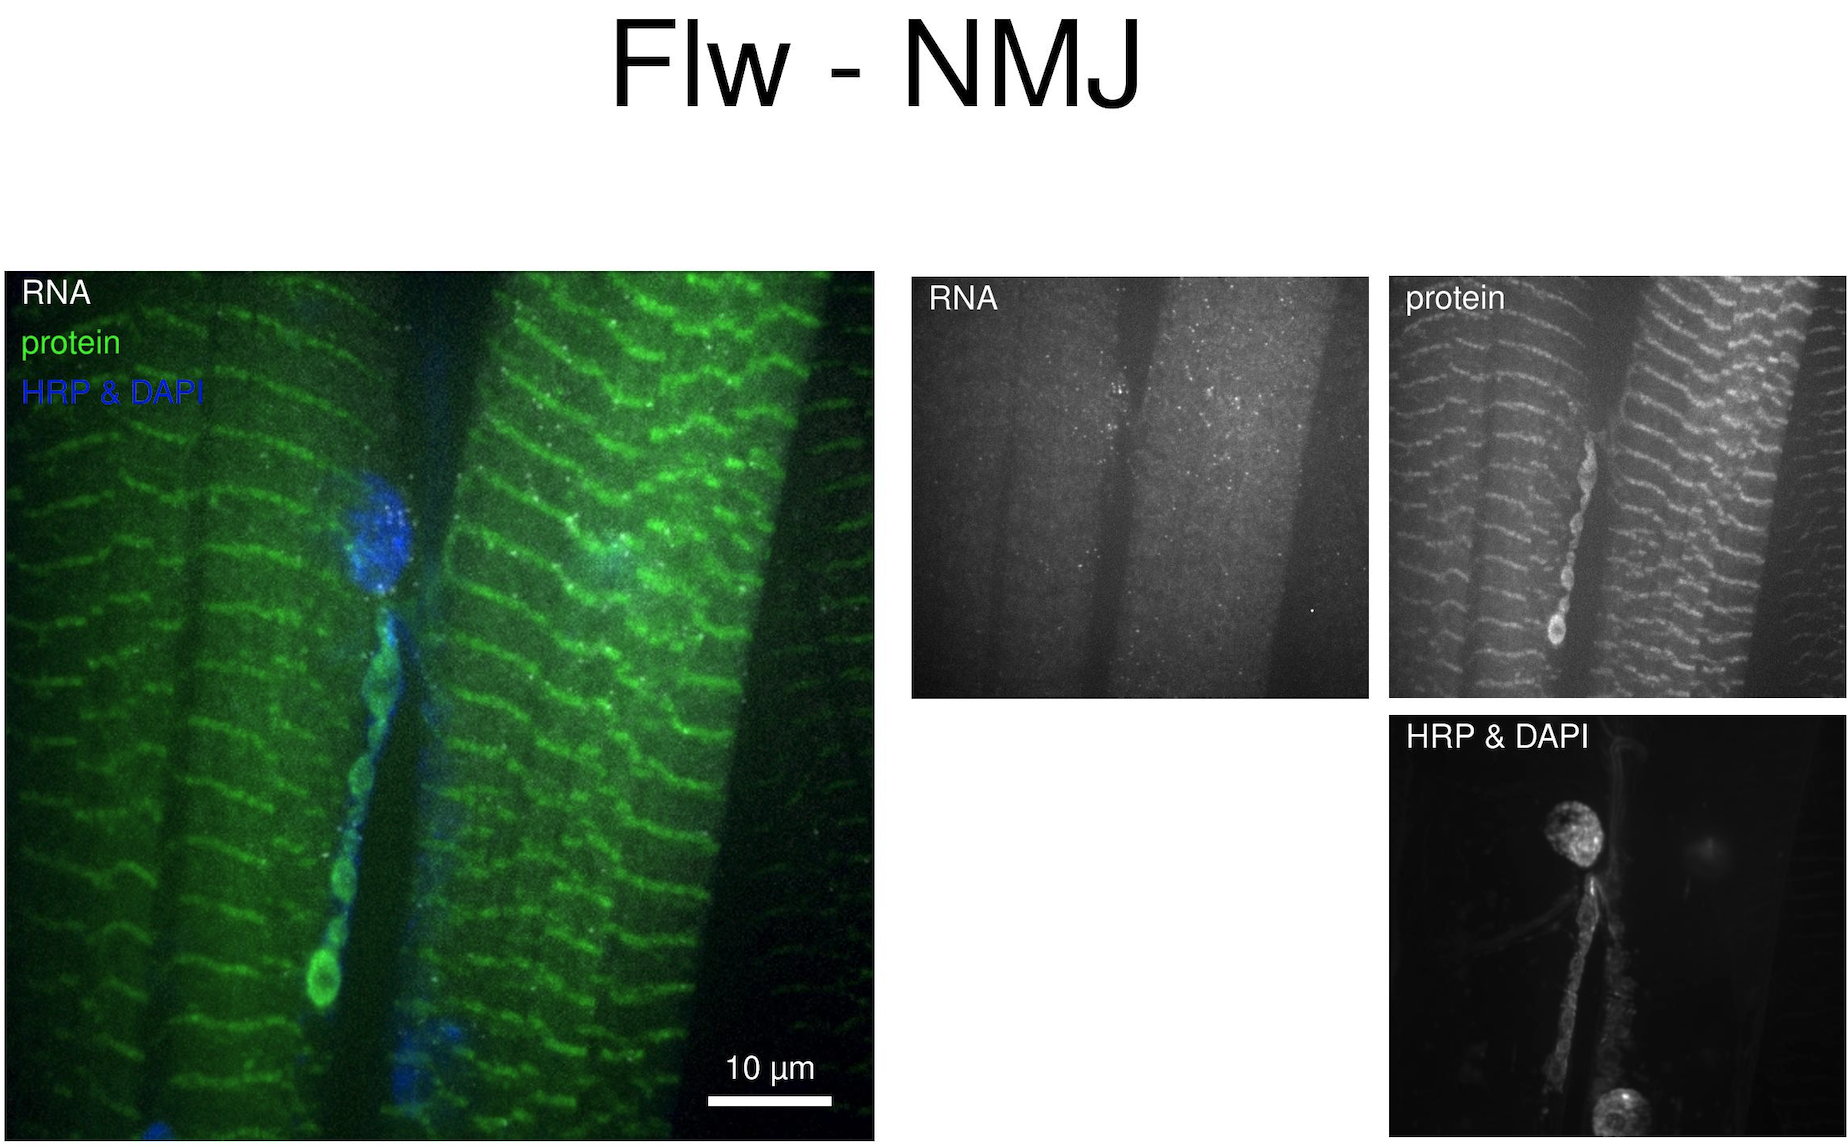 Flw - NMJ
RNA
protein
HRP & DAPI
10 µm
RNA
protein
HRP & DAPI